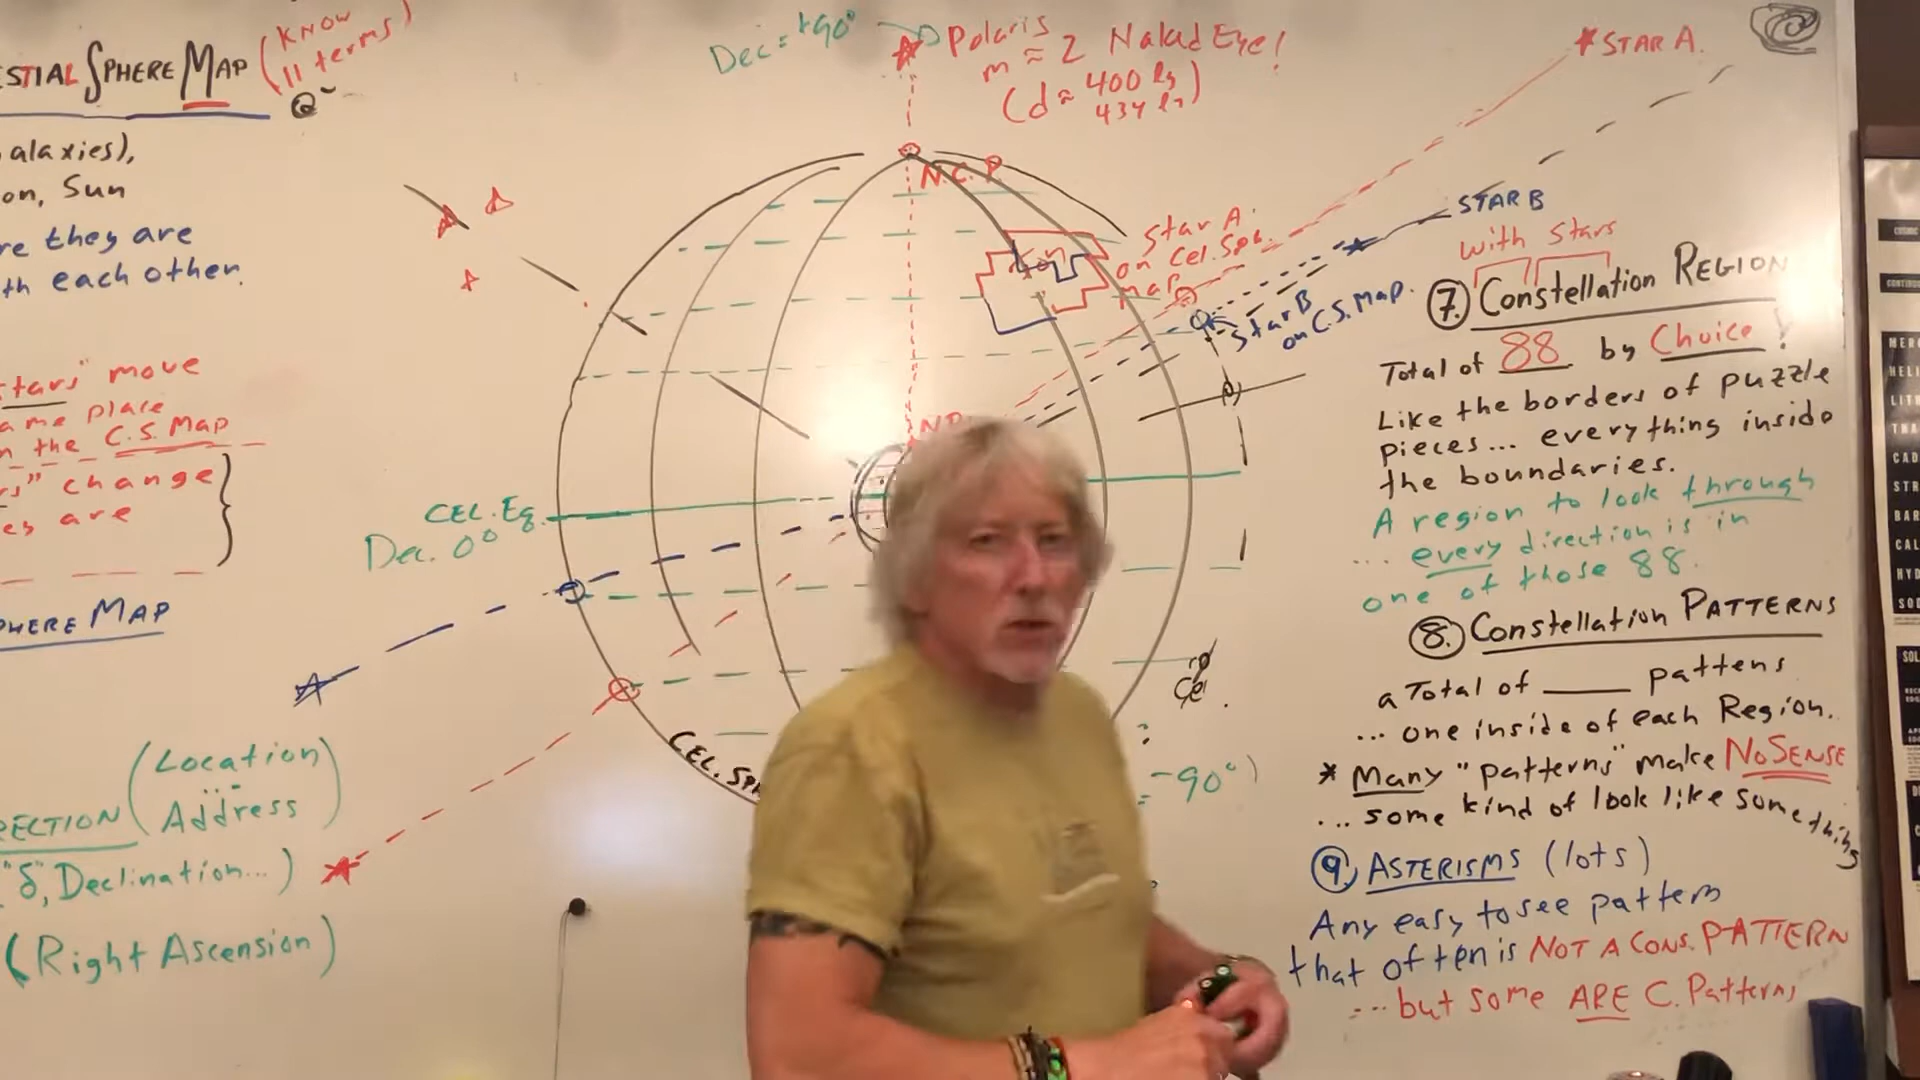 ESTIAL SPHERE MAP
(KNOW
11 terms)
alaxies),
on, Sun
re they are
th each other.
tars" move
ame place
n the C.S. Map
rs" change
es are
PHERE MAP
(Location
Address)
RECTION
"δ, Declination...)
(Right Ascension)
Dec = +90°
Polaris
m ≈ 2 Naked Eye!
(d ≈ 400 ly
434 ly)
N.C.P.
STAR A.
STAR B
Star A
on Cel. Sph.
map
Star B
on C.S. Map.
CEL. Eq.
Dec. 0°
CEL. SPH
-90°)
with stars
7. Constellation REGION
Total of 88 by Choice!
Like the borders of puzzle
pieces... everything inside
the boundaries.
A region to look through
... every direction is in
one of those 88.
8. Constellation PATTERNS
a Total of ____ pattens
... one inside of each Region.
* Many "patterns" make NoSENSE
... some kind of look like something
9. ASTERISMS (lots)
Any easy to see pattern
that often is NOT A CONS. PATTERN
... but some ARE C. Patterns